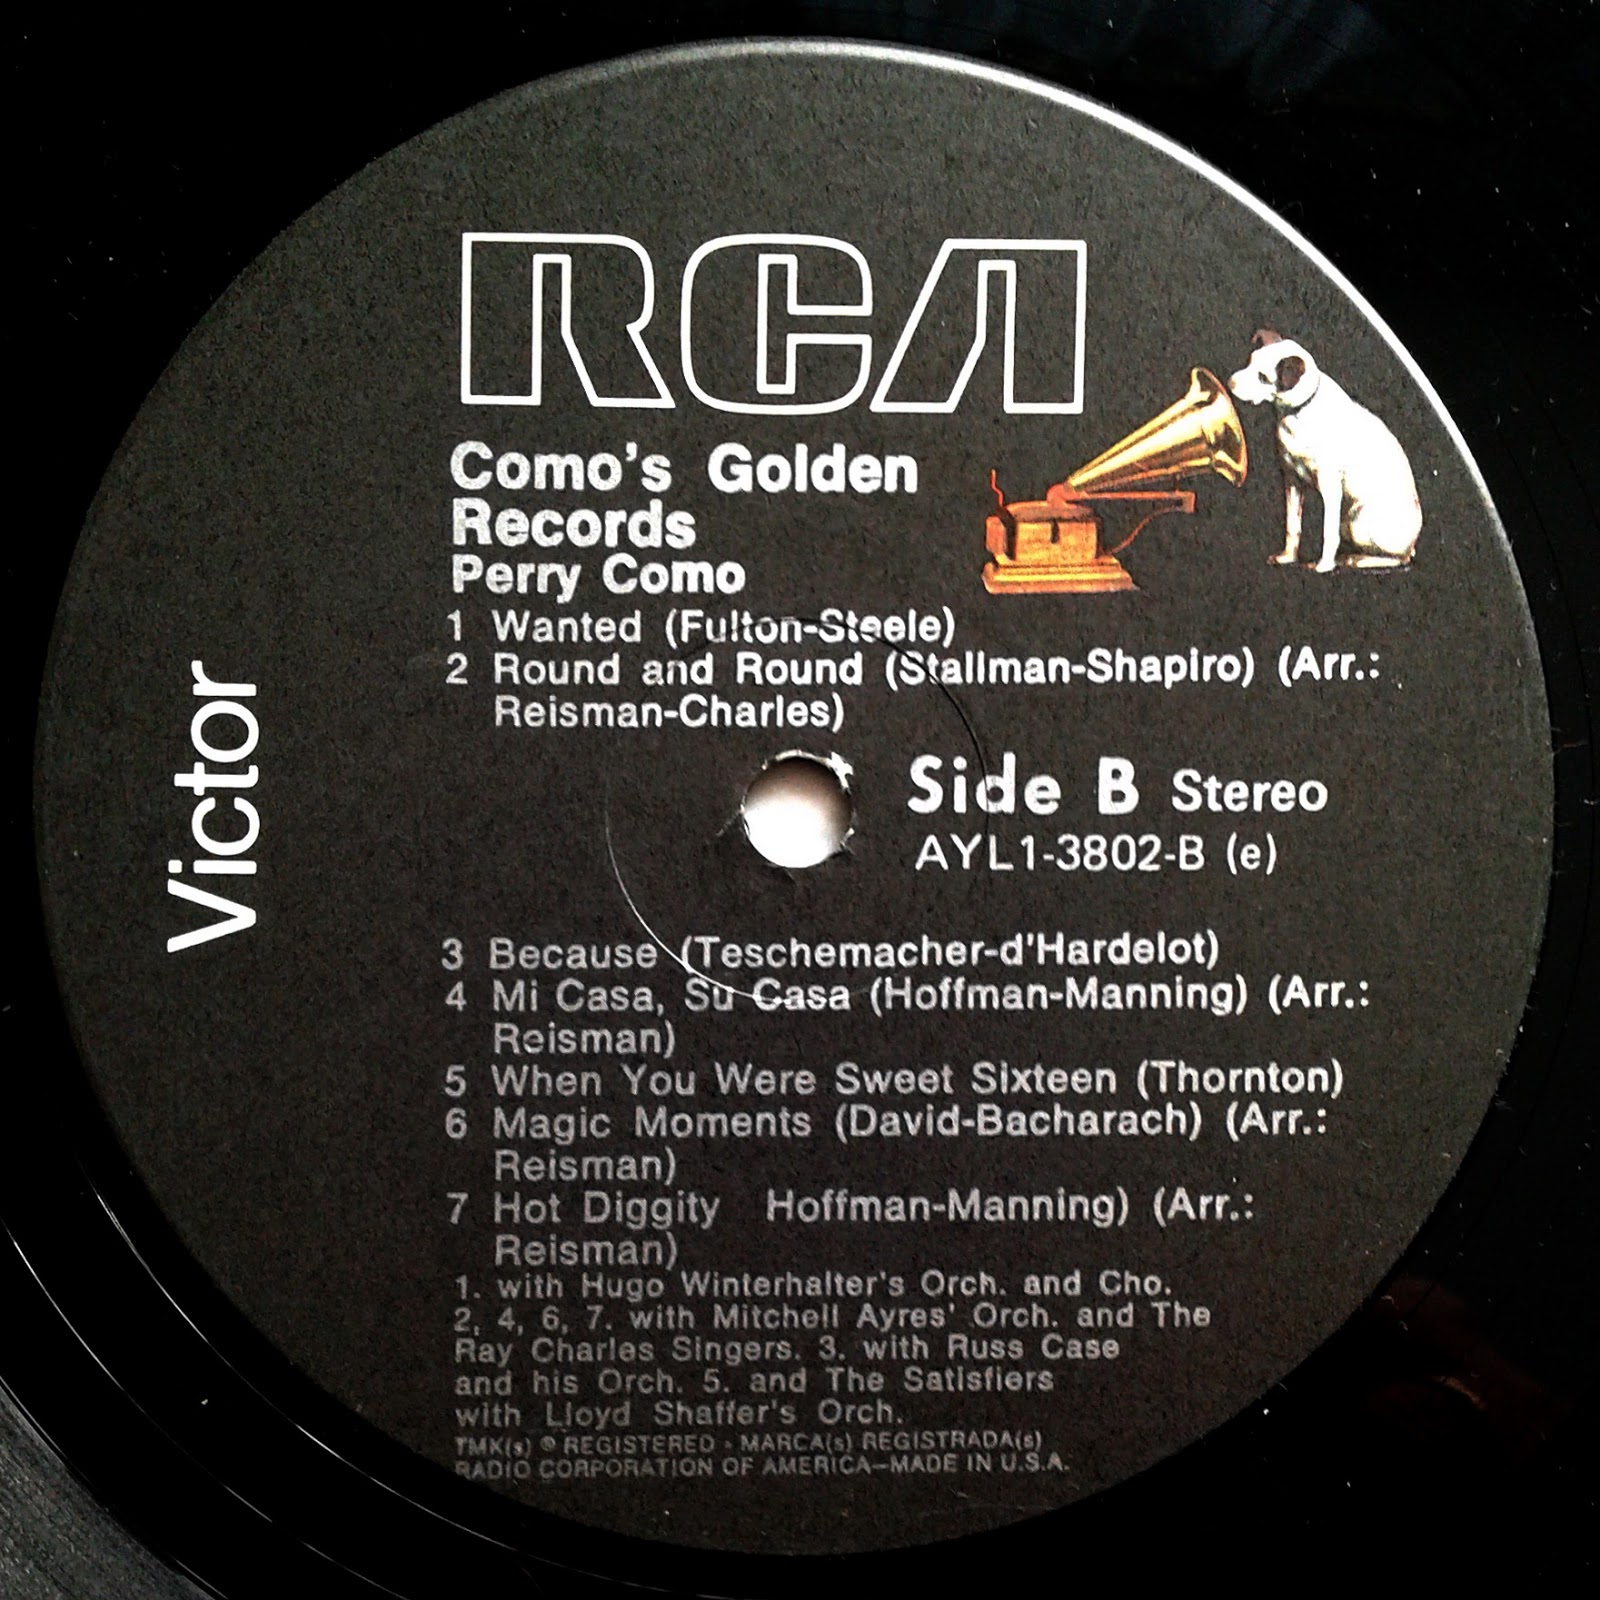 RCA
Victor
Como's Golden
Records
Perry Como
1 Wanted (Fulton-Steele)
2 Round and Round (Stallman-Shapiro) (Arr.:
Reisman-Charles)
Side B Stereo
AYL1-3802-B (e)
3 Because (Teschemacher-d'Hardelot)
4 Mi Casa, Su Casa (Hoffman-Manning) (Arr.:
Reisman)
5 When You Were Sweet Sixteen (Thornton)
6 Magic Moments (David-Bacharach) (Arr.:
Reisman)
7 Hot Diggity Hoffman-Manning) (Arr.:
Reisman)
1. with Hugo Winterhalter's Orch. and Cho.
2, 4, 6, 7. with Mitchell Ayres' Orch. and The
Ray Charles Singers. 3. with Russ Case
and his Orch. 5. and The Satisfiers
with Lloyd Shaffer's Orch.
TMK(s) ® REGISTERED - MARCA(s) REGISTRADA(s)
RADIO CORPORATION OF AMERICA—MADE IN U.S.A.